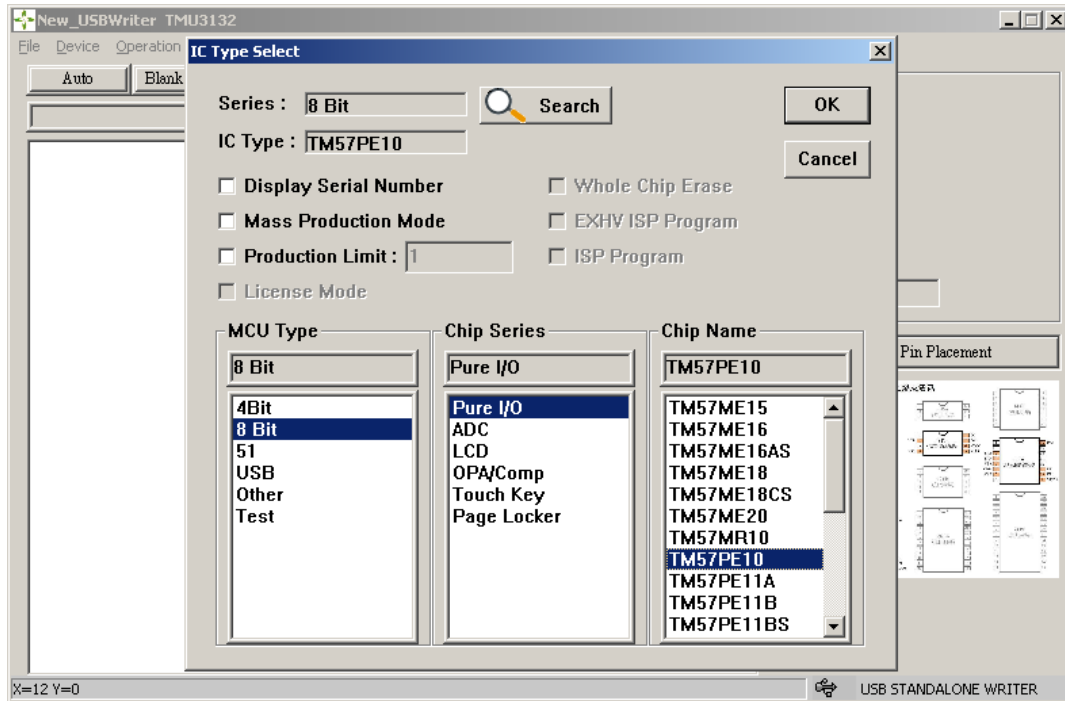 New_USBWriter TMU3132
File Device Operation
IC Type Select
Auto
Blank
Series : 8 Bit
Search
OK
IC Type : TM57PE10
Cancel
Display Serial Number
Whole Chip Erase
Mass Production Mode
EXHV ISP Program
Production Limit : 1
ISP Program
License Mode
MCU Type
Chip Series
Chip Name
8 Bit
Pure I/O
TM57PE10
Pin Placement
4Bit
8 Bit
51
USB
Other
Test
Pure I/O
ADC
LCD
OPA/Comp
Touch Key
Page Locker
TM57ME15
TM57ME16
TM57ME16AS
TM57ME18
TM57ME18CS
TM57ME20
TM57MR10
TM57PE10
TM57PE11A
TM57PE11B
TM57PE11BS
X=12 Y=0
USB STANDALONE WRITER